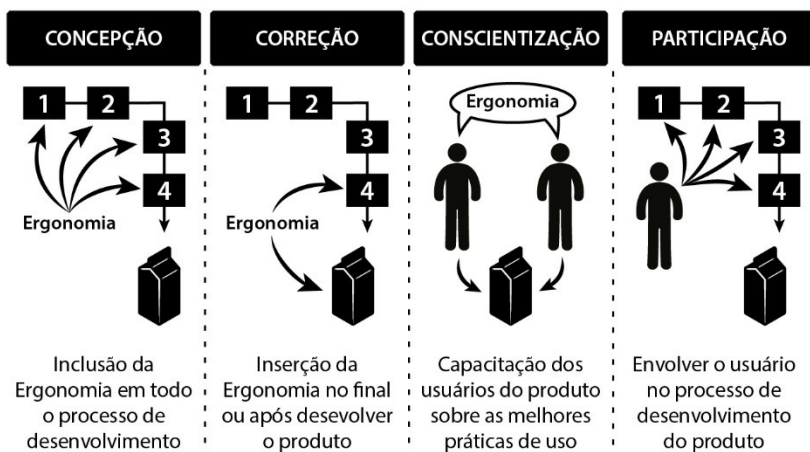 CONCEPÇÃO
1 2
3
4
Ergonomia
Inclusão da
Ergonomia em todo
o processo de
desenvolvimento
CORREÇÃO
1 2
3
4
Ergonomia
Inserção da
Ergonomia no final
ou após desevolver
o produto
CONSCIENTIZAÇÃO
Ergonomia
Capacitação dos
usuários do produto
sobre as melhores
práticas de uso
PARTICIPAÇÃO
1 2
3
4
Envolver o usuário
no processo de
desenvolvimento
do produto